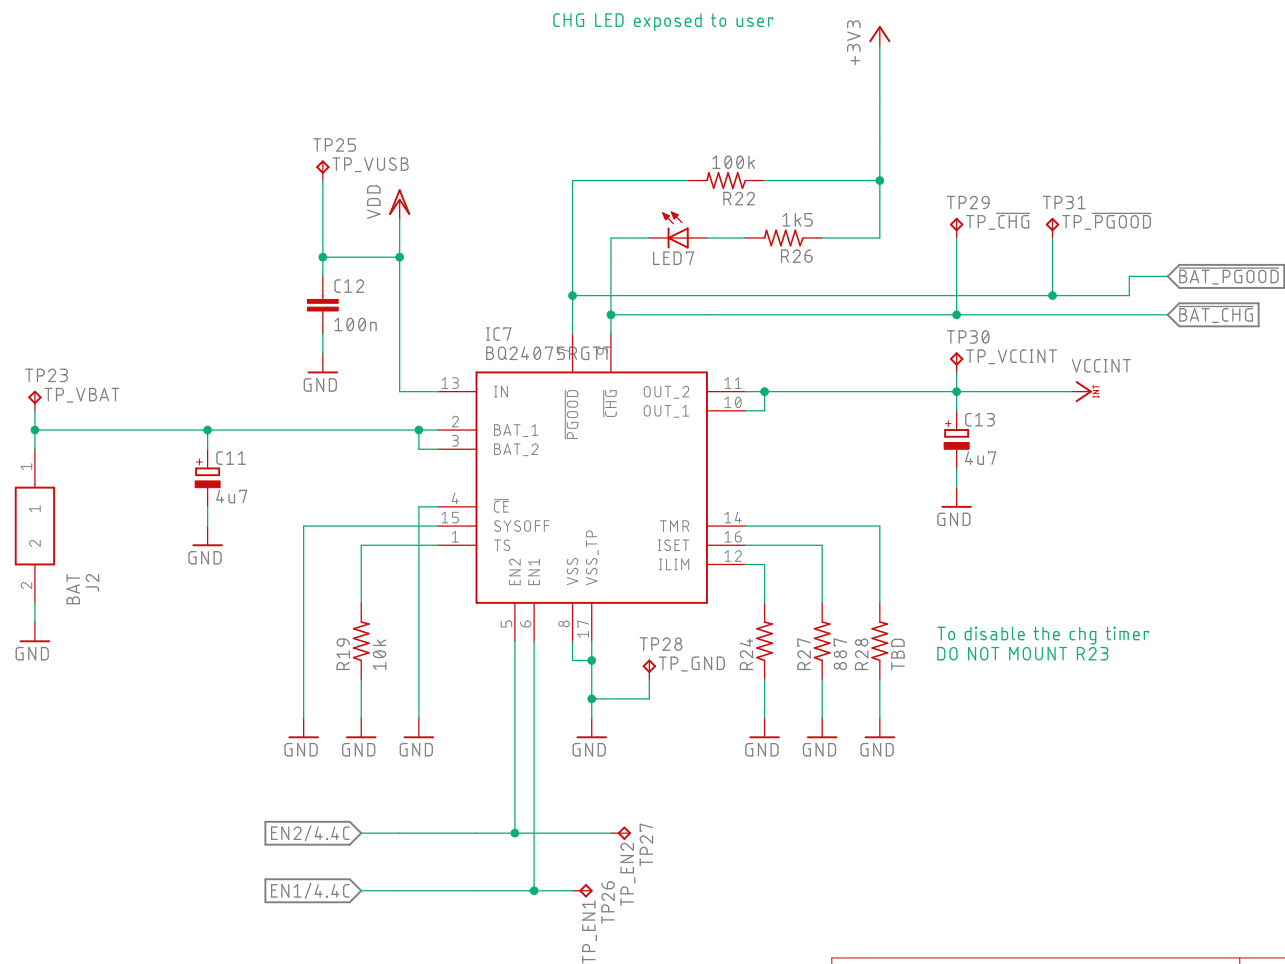 CHG LED exposed to user
+3V3
TP25
TP_VUSB
VDD
100k
R22
1k5
R26
LED7
TP29
TP_CHG
TP31
TP_PGOOD
BAT_PGOOD
BAT_CHG
C12
100n
GND
IC7
BQ24075RGTT
TP30
TP_VCCINT
VCCINT
INT
TP23
TP_VBAT
13
IN
PGOOD
CHG
OUT_2
11
OUT_1
10
2
BAT_1
3
BAT_2
C11
4u7
GND
C13
4u7
GND
1
1
2
2
BAT
J2
GND
4
CE
15
SYSOFF
1
TS
EN2
EN1
VSS
VSS_TP
TMR
14
ISET
16
ILIM
12
5
6
8
17
R19
10k
TP28
TP_GND
R24
R27
887
R28
TBD
To disable the chg timer
DO NOT MOUNT R23
GND
GND
GND
GND
GND
GND
GND
EN2/4.4C
TP_EN2
TP27
EN1/4.4C
TP_EN1
TP26